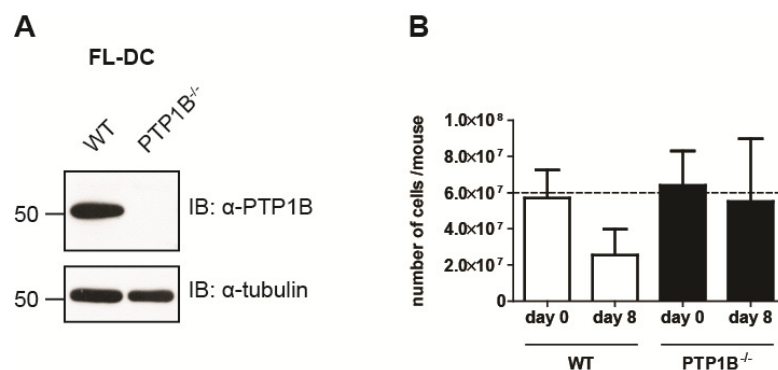 A
FL-DC
WT PTP1B-/-
50 IB: α-PTP1B
50 IB: α-tubulin
B
number of cells /mouse
1.0×10⁸
8.0×10⁷
6.0×10⁷
4.0×10⁷
2.0×10⁷
0
day 0 day 8 day 0 day 8
WT PTP1B-/-